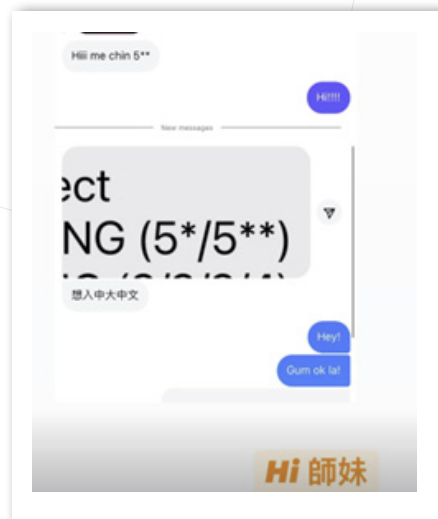 Hiii me chin 5**
Hi!!!!
New messages
ect
NG (5*/5**)
想入中大中文
Hey!
Gum ok la!
Hi 師妹